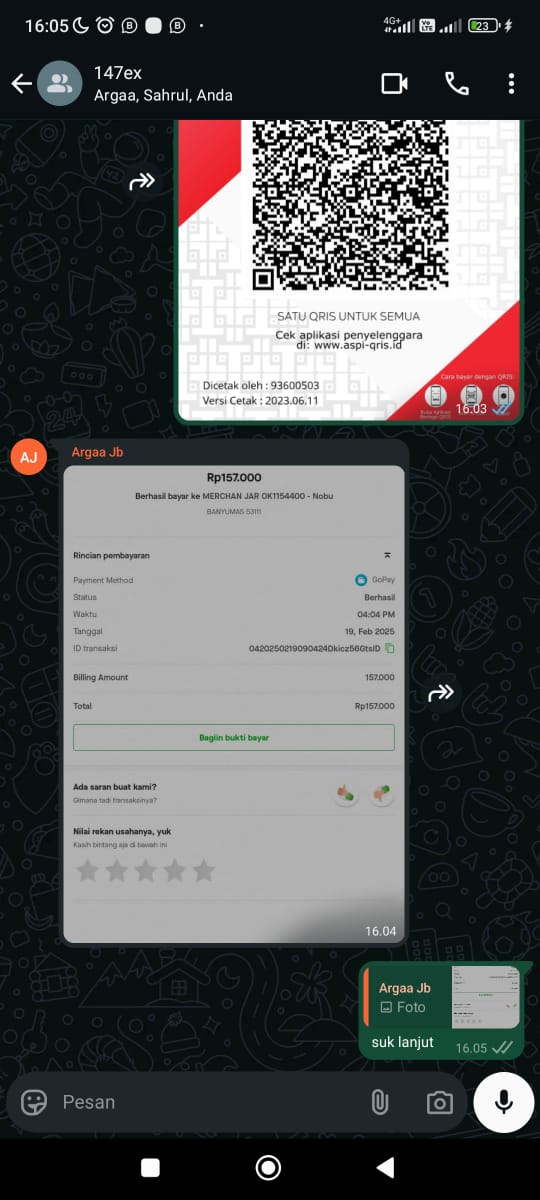 16:05
4G+
Vo
LTE
23
147ex
Argaa, Sahrul, Anda
SATU QRIS UNTUK SEMUA
Cek aplikasi penyelenggara
di: www.aspi-qris.id
Cara bayar dengan QRIS:
Dicetak oleh : 93600503
Versi Cetak : 2023.06.11
16.03
AJ
Argaa Jb
Rp157.000
Berhasil bayar ke MERCHAN JAR OK1154400 - Nobu
BANYUMAS 53111
Rincian pembayaran
Payment Method GoPay
Status Berhasil
Waktu 04:04 PM
Tanggal 19, Feb 2025
ID transaksi 0420250219090424Dkicz56GtsID
Billing Amount 157.000
Total Rp157.000
Bagiin bukti bayar
Ada saran buat kami?
Gimana tadi transaksinya?
Nilai rekan usahanya, yuk
Kasih bintang aja di bawah ini
16.04
Argaa Jb
Foto
suk lanjut
16.05
Pesan